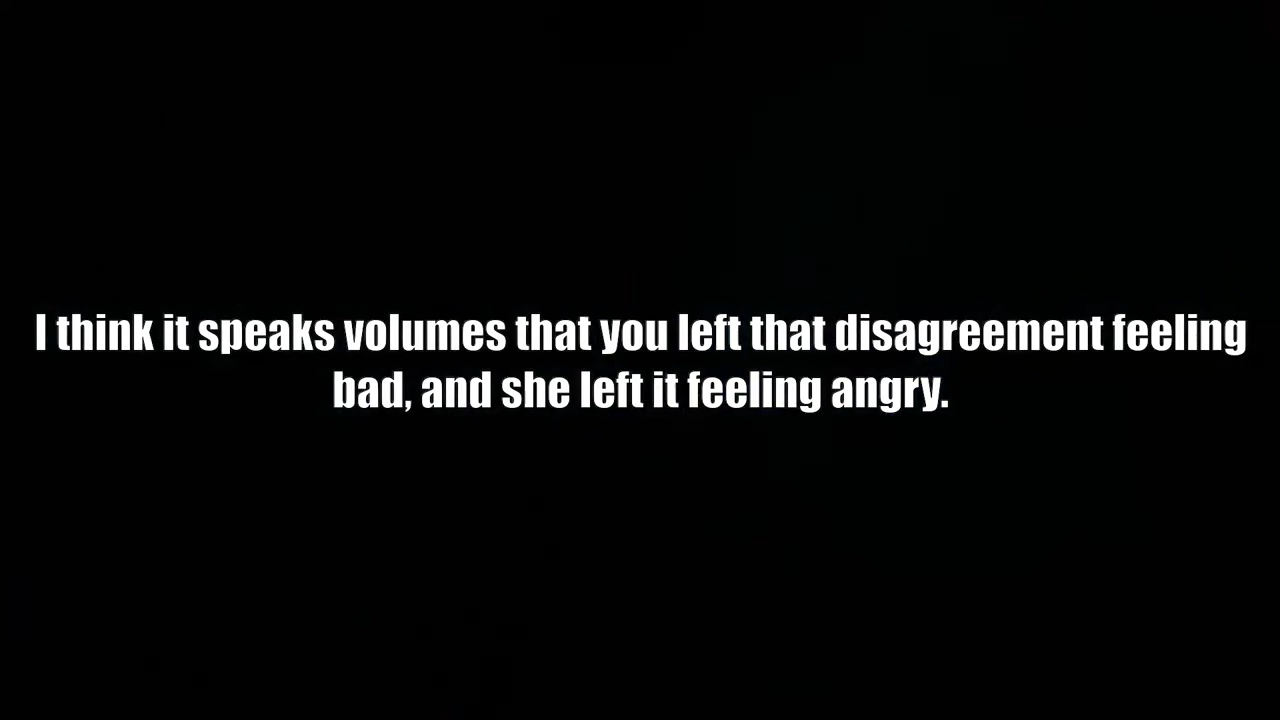 I think it speaks volumes that you left that disagreement feeling
bad, and she left it feeling angry.